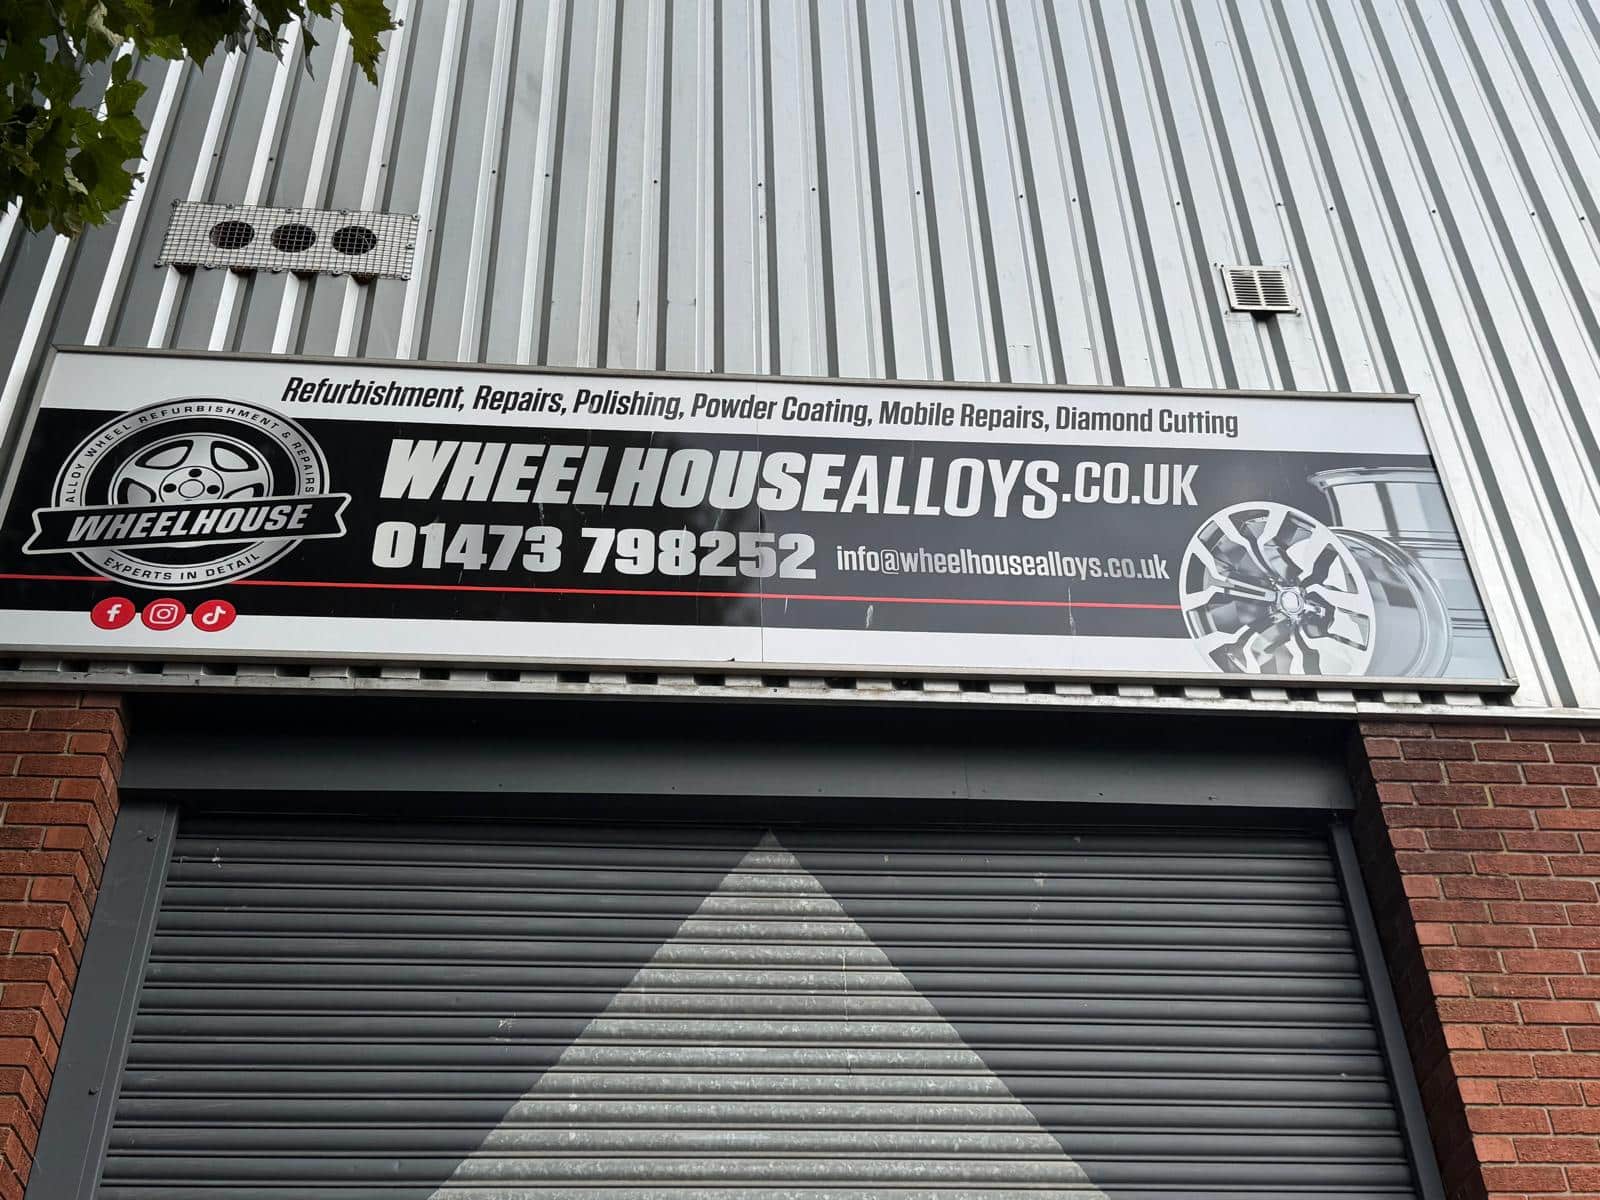 Refurbishment, Repairs, Polishing, Powder Coating, Mobile Repairs, Diamond Cutting
ALLOY WHEEL REFURBISHMENT & REPAIRS
WHEELHOUSE
EXPERTS IN DETAIL
WHEELHOUSEALLOYS.CO.UK
01473 798252 info@wheelhousealloys.co.uk